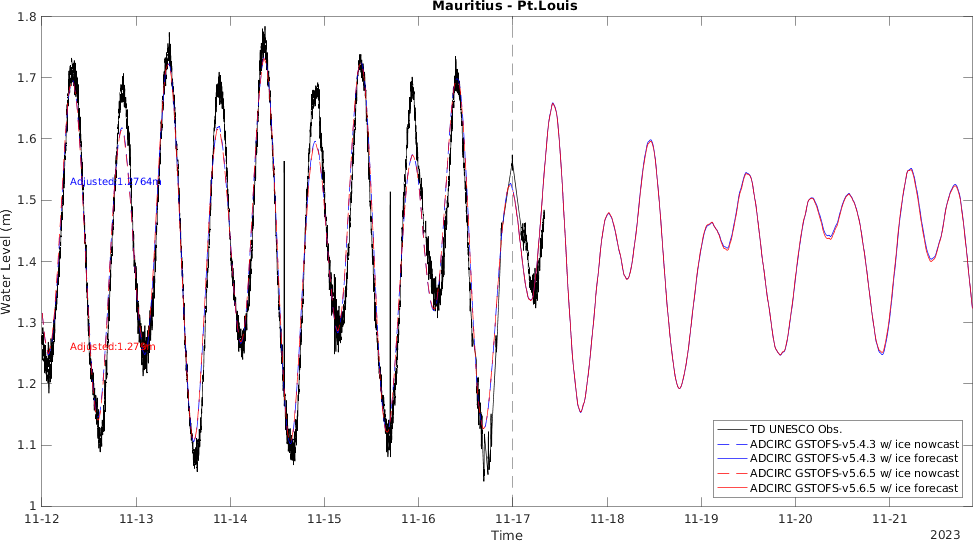 Mauritius - Pt.Louis
1.8
1.7
1.6
1.5
1.4
1.3
1.2
1.1
1
Water Level (m)
Adjusted:1.2764m
11-12
11-13
11-14
11-15
11-16
11-17
11-18
11-19
11-20
11-21
Time
2023
TD UNESCO Obs.
ADCIRC GSTOFS-v5.4.3 w/ ice nowcast
ADCIRC GSTOFS-v5.4.3 w/ ice forecast
ADCIRC GSTOFS-v5.6.5 w/ ice nowcast
ADCIRC GSTOFS-v5.6.5 w/ ice forecast